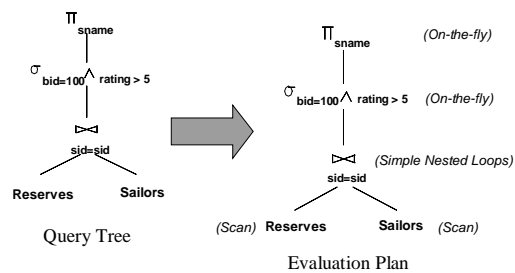 π sname
σ bid=100 ^ rating > 5
⋈
sid=sid
Reserves Sailors
Query Tree
π sname (On-the-fly)
σ bid=100 ^ rating > 5 (On-the-fly)
⋈ (Simple Nested Loops)
sid=sid
(Scan) Reserves Sailors (Scan)
Evaluation Plan